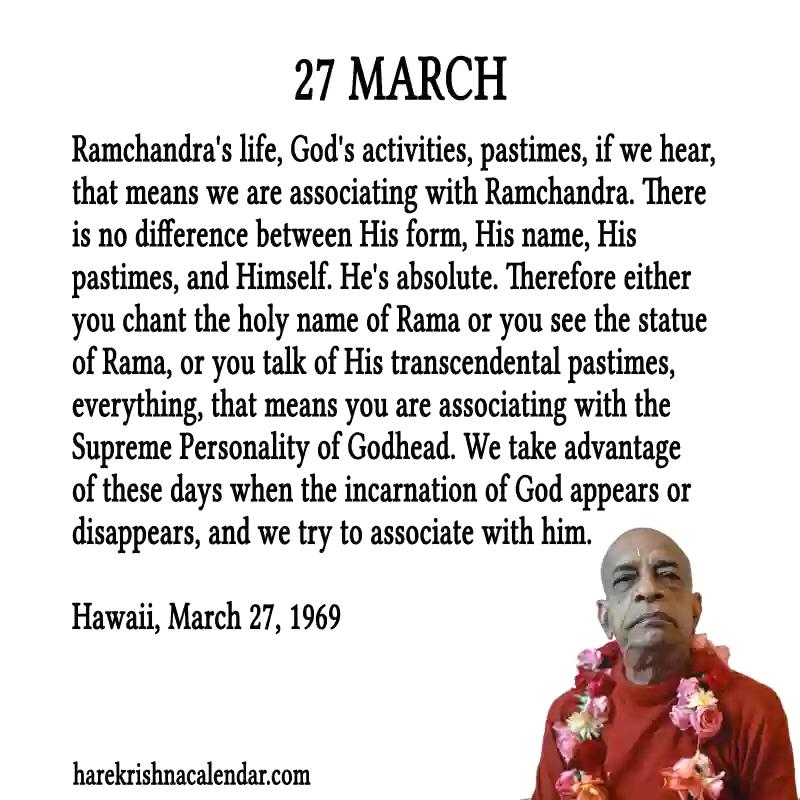 27 MARCH
Ramchandra's life, God's activities, pastimes, if we hear,
that means we are associating with Ramchandra. There
is no difference between His form, His name, His
pastimes, and Himself. He's absolute. Therefore either
you chant the holy name of Rama or you see the statue
of Rama, or you talk of His transcendental pastimes,
everything, that means you are associating with the
Supreme Personality of Godhead. We take advantage
of these days when the incarnation of God appears or
disappears, and we try to associate with him.
Hawaii, March 27, 1969
harekrishnacalendar.com